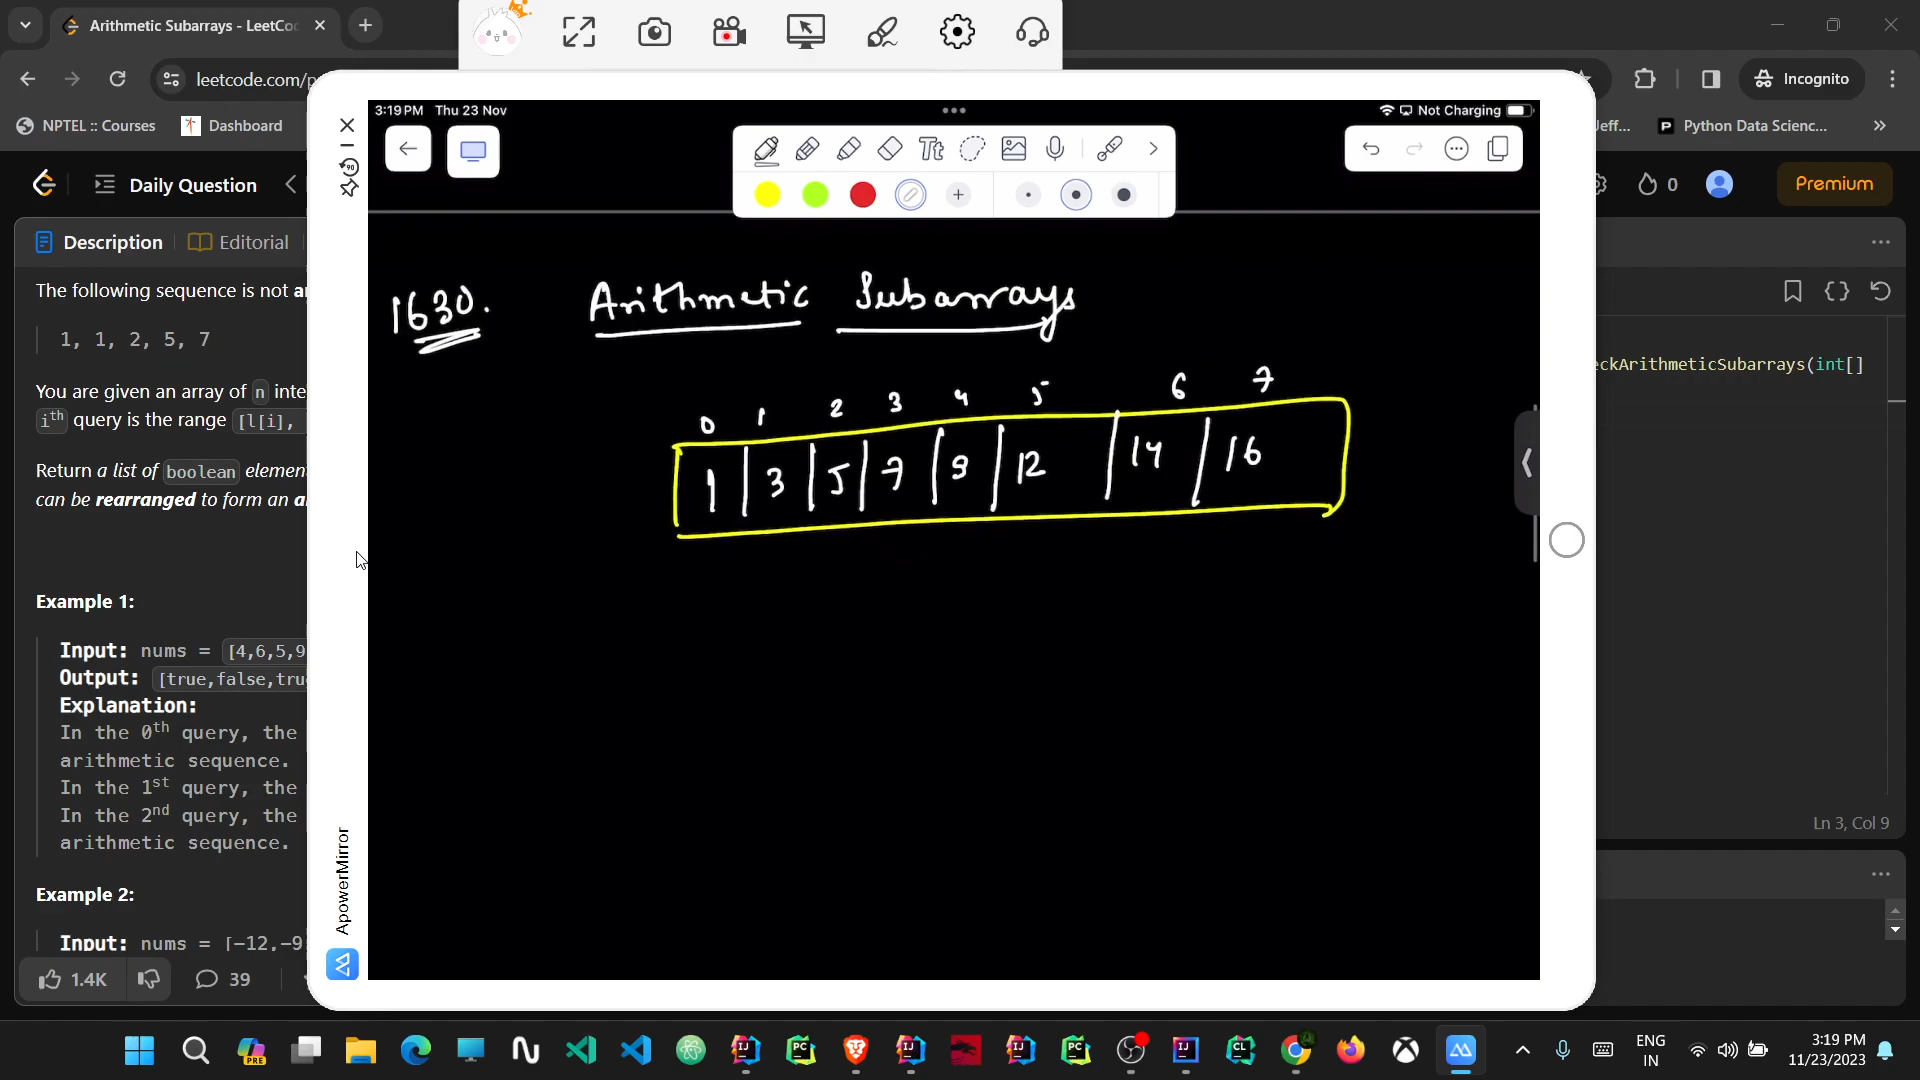 Arithmetic Subarrays - LeetCo
leetcode.com/p
Incognito
NPTEL :: Courses
Dashboard
Jeff...
Python Data Scienc...
Daily Question
0
Premium
Description
Editorial
The following sequence is not
1, 1, 2, 5, 7
You are given an array of n inte
ith query is the range [l[i],
Return a list of boolean elemen
can be rearranged to form an
Example 1:
Input: nums = [4,6,5,9
Output: [true,false,tru
Explanation:
In the 0th query, the
arithmetic sequence.
In the 1st query, the
In the 2nd query, the
arithmetic sequence.
Example 2:
Input: nums = [-12,-9
1.4K
39
3:19 PM Thu 23 Nov
Not Charging
Tt
1630. Arithmetic Subarrays
0 1 2 3 4 5 6 7
1 3 5 7 9 12 14 16
ApowerMirror
eckArithmeticSubarrays(int[]
Ln 3, Col 9
PRE
ENG
IN
3:19 PM
11/23/2023